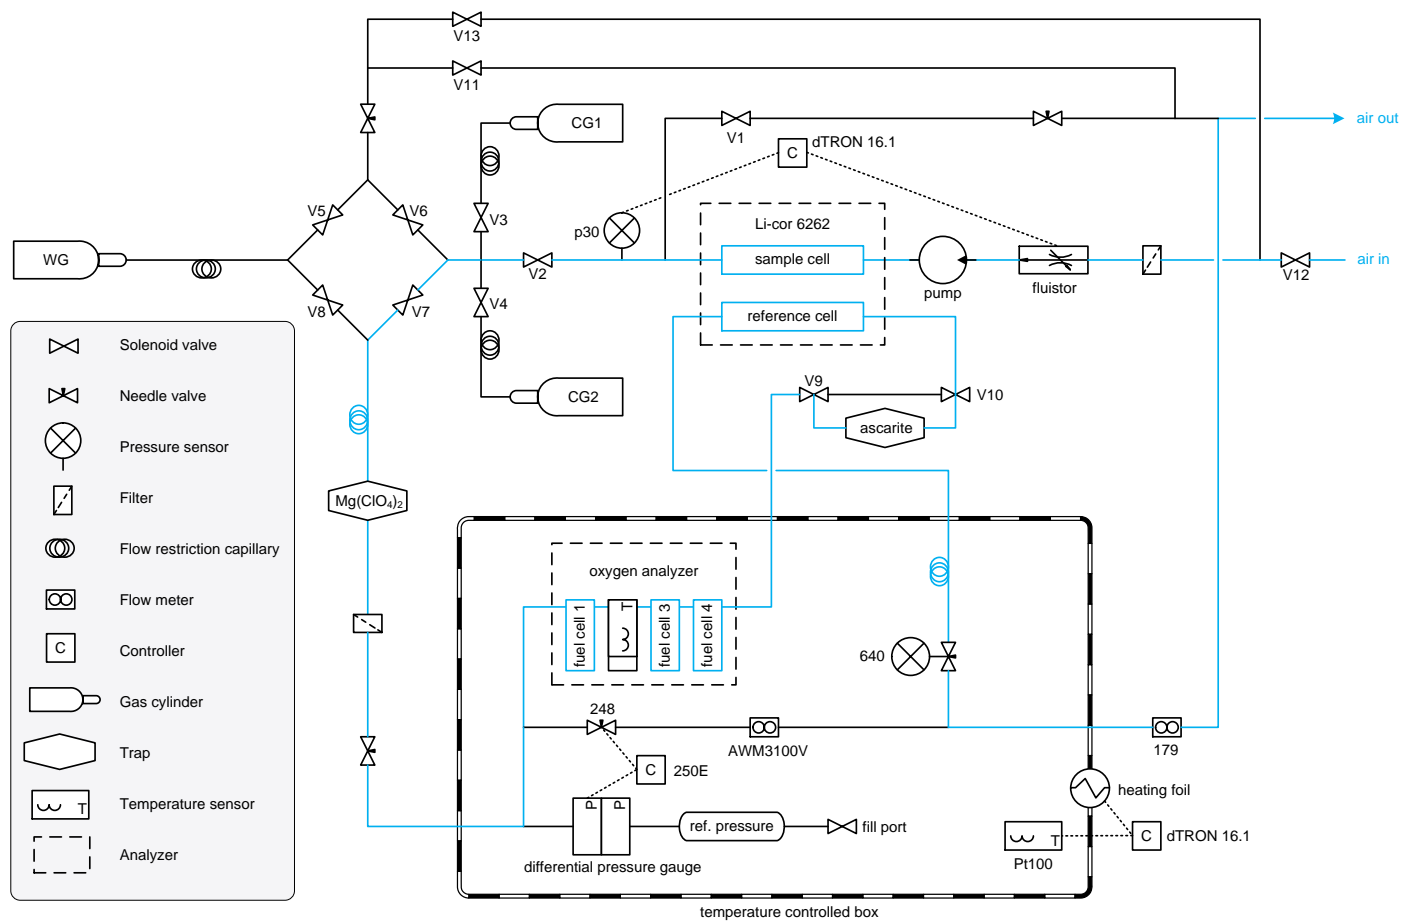 V13
V11
CG1
V1
dTRON 16.1
C
air out
V5
V6
V3
p30
Li-cor 6262
WG
V2
sample cell
pump
fluistor
V12
air in
V8
V7
V4
reference cell
CG2
V9
V10
ascarite
Solenoid valve
Needle valve
Pressure sensor
Filter
Flow restriction capillary
Flow meter
C
Controller
Gas cylinder
Trap
T
Temperature sensor
Analyzer
Mg(ClO₄)₂
oxygen analyzer
fuel cell 1
T
fuel cell 3
fuel cell 4
640
248
AWM3100V
179
C
250E
P
P
ref. pressure
fill port
differential pressure gauge
heating foil
T
Pt100
C
dTRON 16.1
temperature controlled box